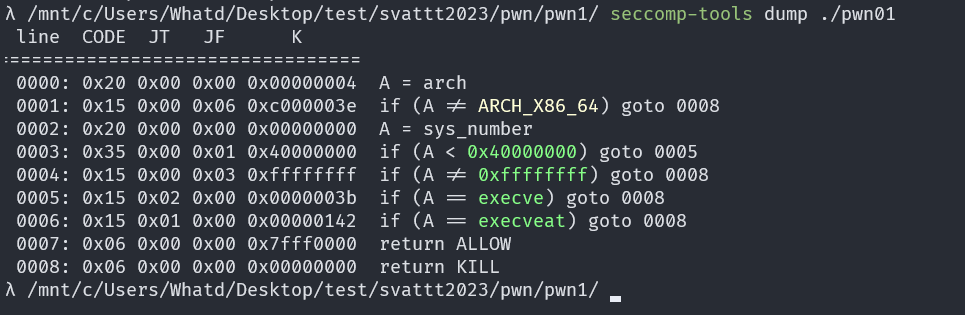 λ /mnt/c/Users/Whatd/Desktop/test/svattt2023/pwn/pwn1/ seccomp-tools dump ./pwn01
line CODE JT JF K
=================================
0000: 0x20 0x00 0x00 0x00000004 A = arch
0001: 0x15 0x00 0x06 0xc000003e if (A ≠ ARCH_X86_64) goto 0008
0002: 0x20 0x00 0x00 0x00000000 A = sys_number
0003: 0x35 0x00 0x01 0x40000000 if (A < 0x40000000) goto 0005
0004: 0x15 0x00 0x03 0xffffffff if (A ≠ 0xffffffff) goto 0008
0005: 0x15 0x02 0x00 0x0000003b if (A == execve) goto 0008
0006: 0x15 0x01 0x00 0x00000142 if (A == execveat) goto 0008
0007: 0x06 0x00 0x00 0x7fff0000 return ALLOW
0008: 0x06 0x00 0x00 0x00000000 return KILL
λ /mnt/c/Users/Whatd/Desktop/test/svattt2023/pwn/pwn1/